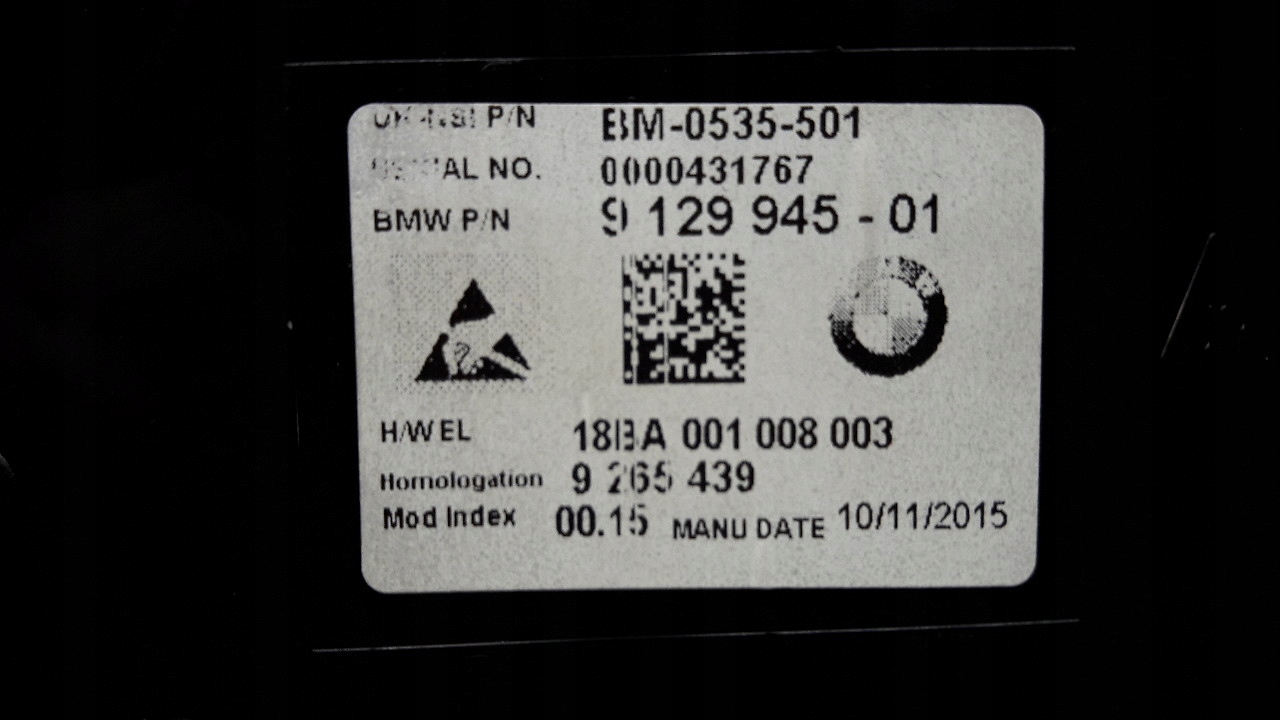 P/N BM-0535-501
NO. 0000431767
BMW P/N 9 129 945 - 01
H/W EL 18BA 001 008 003
Homologation 9 265 439
Mod Index 00.15 MANU DATE 10/11/2015